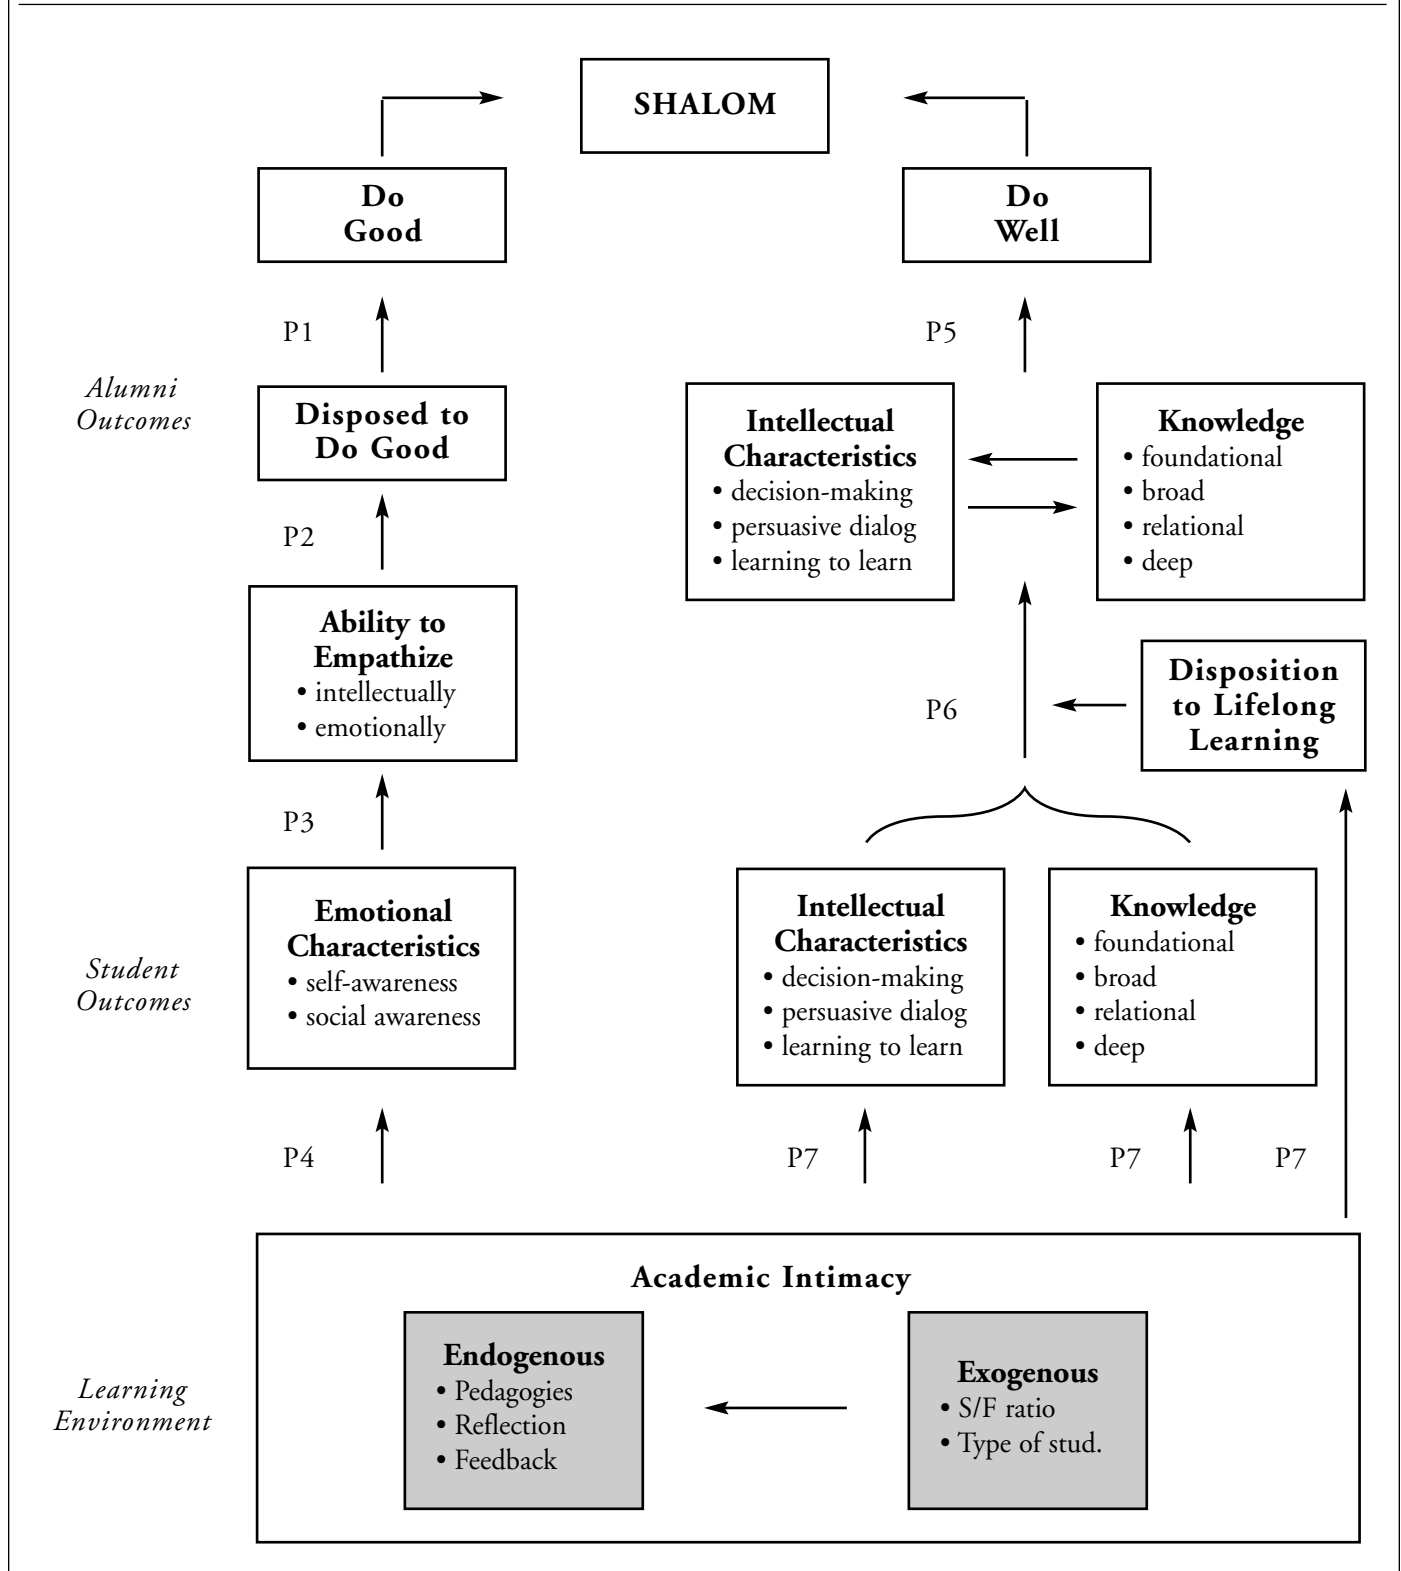 SHALOM
Do
Good
Do
Well
P1
P5
Alumni
Outcomes
Disposed to
Do Good
Intellectual
Characteristics
• decision-making
• persuasive dialog
• learning to learn
Knowledge
• foundational
• broad
• relational
• deep
P2
Ability to
Empathize
• intellectually
• emotionally
P6
Disposition
to Lifelong
Learning
P3
Student
Outcomes
Emotional
Characteristics
• self-awareness
• social awareness
Intellectual
Characteristics
• decision-making
• persuasive dialog
• learning to learn
Knowledge
• foundational
• broad
• relational
• deep
P4
P7
P7
P7
Academic Intimacy
Learning
Environment
Endogenous
• Pedagogies
• Reflection
• Feedback
Exogenous
• S/F ratio
• Type of stud.